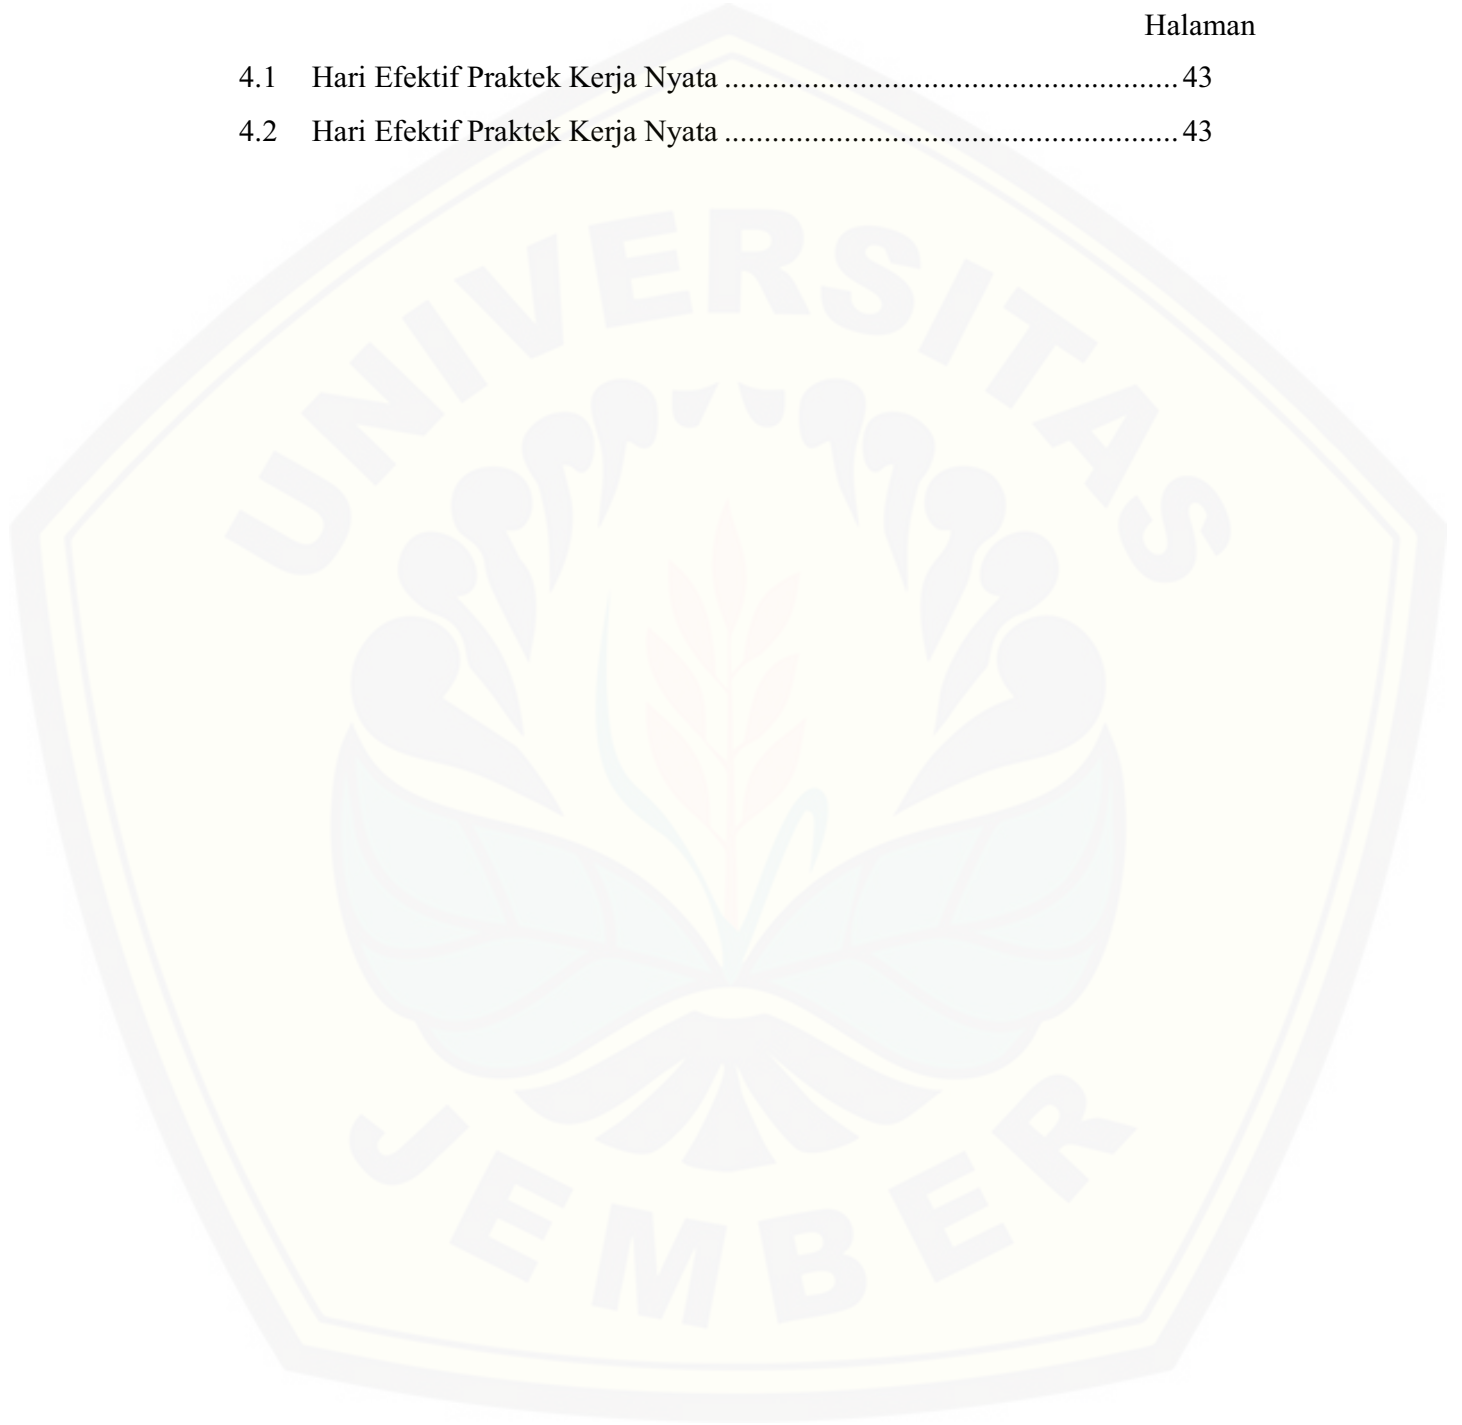 Halaman
4.1 Hari Efektif Praktek Kerja Nyata ......................................................... 43
4.2 Hari Efektif Praktek Kerja Nyata ......................................................... 43
UNIVERSITAS
JEMBER